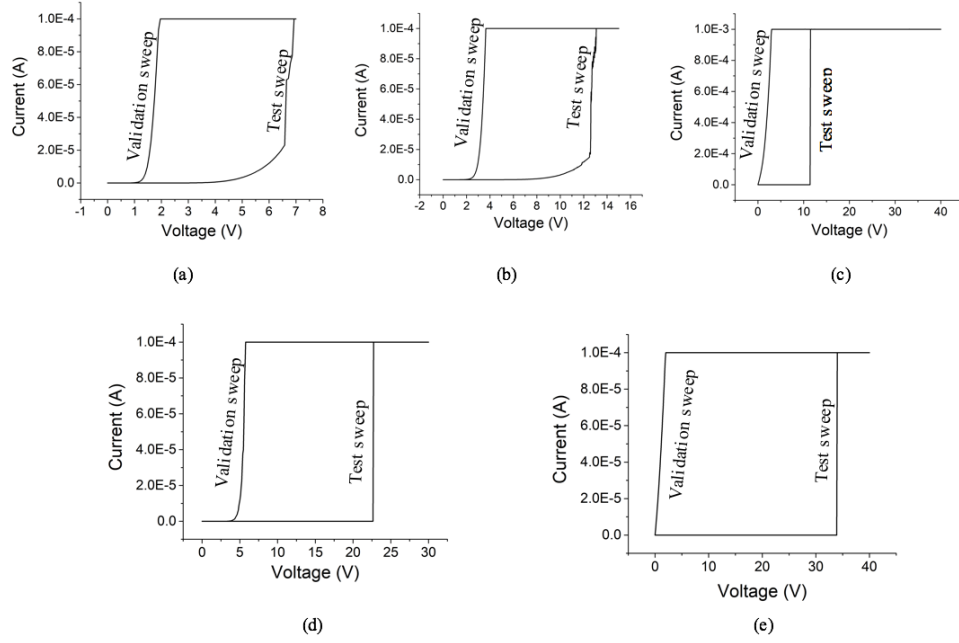 1.0E-4
8.0E-5
6.0E-5
4.0E-5
2.0E-5
0.0
Current (A)
Validation sweep
Test sweep
-1 0 1 2 3 4 5 6 7 8
Voltage (V)
(a)
1.0E-4
8.0E-5
6.0E-5
4.0E-5
2.0E-5
0.0
Current (A)
Validation sweep
Test sweep
-2 0 2 4 6 8 10 12 14 16
Voltage (V)
(b)
1.0E-3
8.0E-4
6.0E-4
4.0E-4
2.0E-4
0.0
Current (A)
Validation sweep
Test sweep
0 10 20 30 40
Voltage (V)
(c)
1.0E-4
8.0E-5
6.0E-5
4.0E-5
2.0E-5
0.0
Current (A)
Validation sweep
Test sweep
0 5 10 15 20 25 30
Voltage (V)
(d)
1.0E-4
8.0E-5
6.0E-5
4.0E-5
2.0E-5
0.0
Current (A)
Validation sweep
Test sweep
0 10 20 30 40
Voltage (V)
(e)